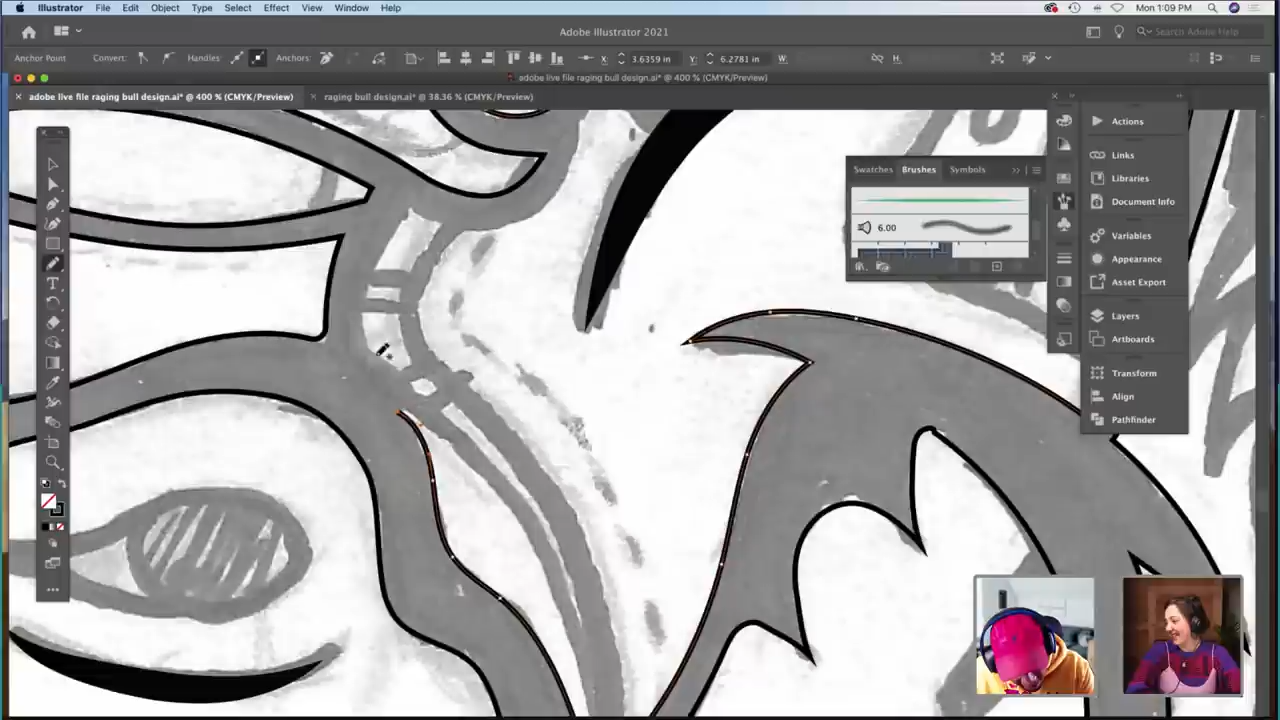 Illustrator File Edit Object Type Select Effect View Window Help Mon 1:09 PM
Adobe Illustrator 2021 Search Adobe Help
Anchor Point Convert: Handles: Anchors: X: 3.6359 in Y: 6.2781 in W: H:
adobe live file raging bull design.ai* @ 400 % (CMYK/Preview)
adobe live file raging bull design.ai* @ 400 % (CMYK/Preview) raging bull design.ai* @ 38.36 % (CMYK/Preview)
Actions
Links
Libraries
Document Info
Variables
Appearance
Asset Export
Layers
Artboards
Transform
Align
Pathfinder
Swatches Brushes Symbols
6.00